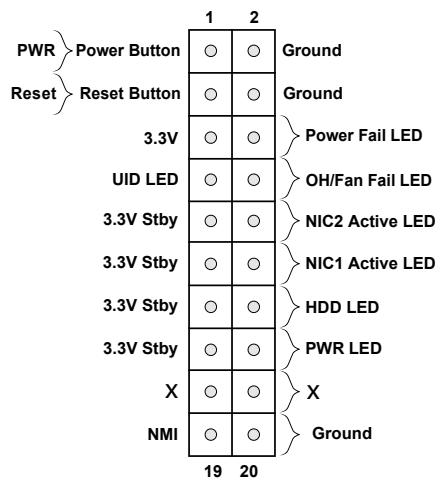 1 2
PWR Power Button Ground
Reset Reset Button Ground
3.3V Power Fail LED
UID LED OH/Fan Fail LED
3.3V Stby NIC2 Active LED
3.3V Stby NIC1 Active LED
3.3V Stby HDD LED
3.3V Stby PWR LED
X X
NMI Ground
19 20